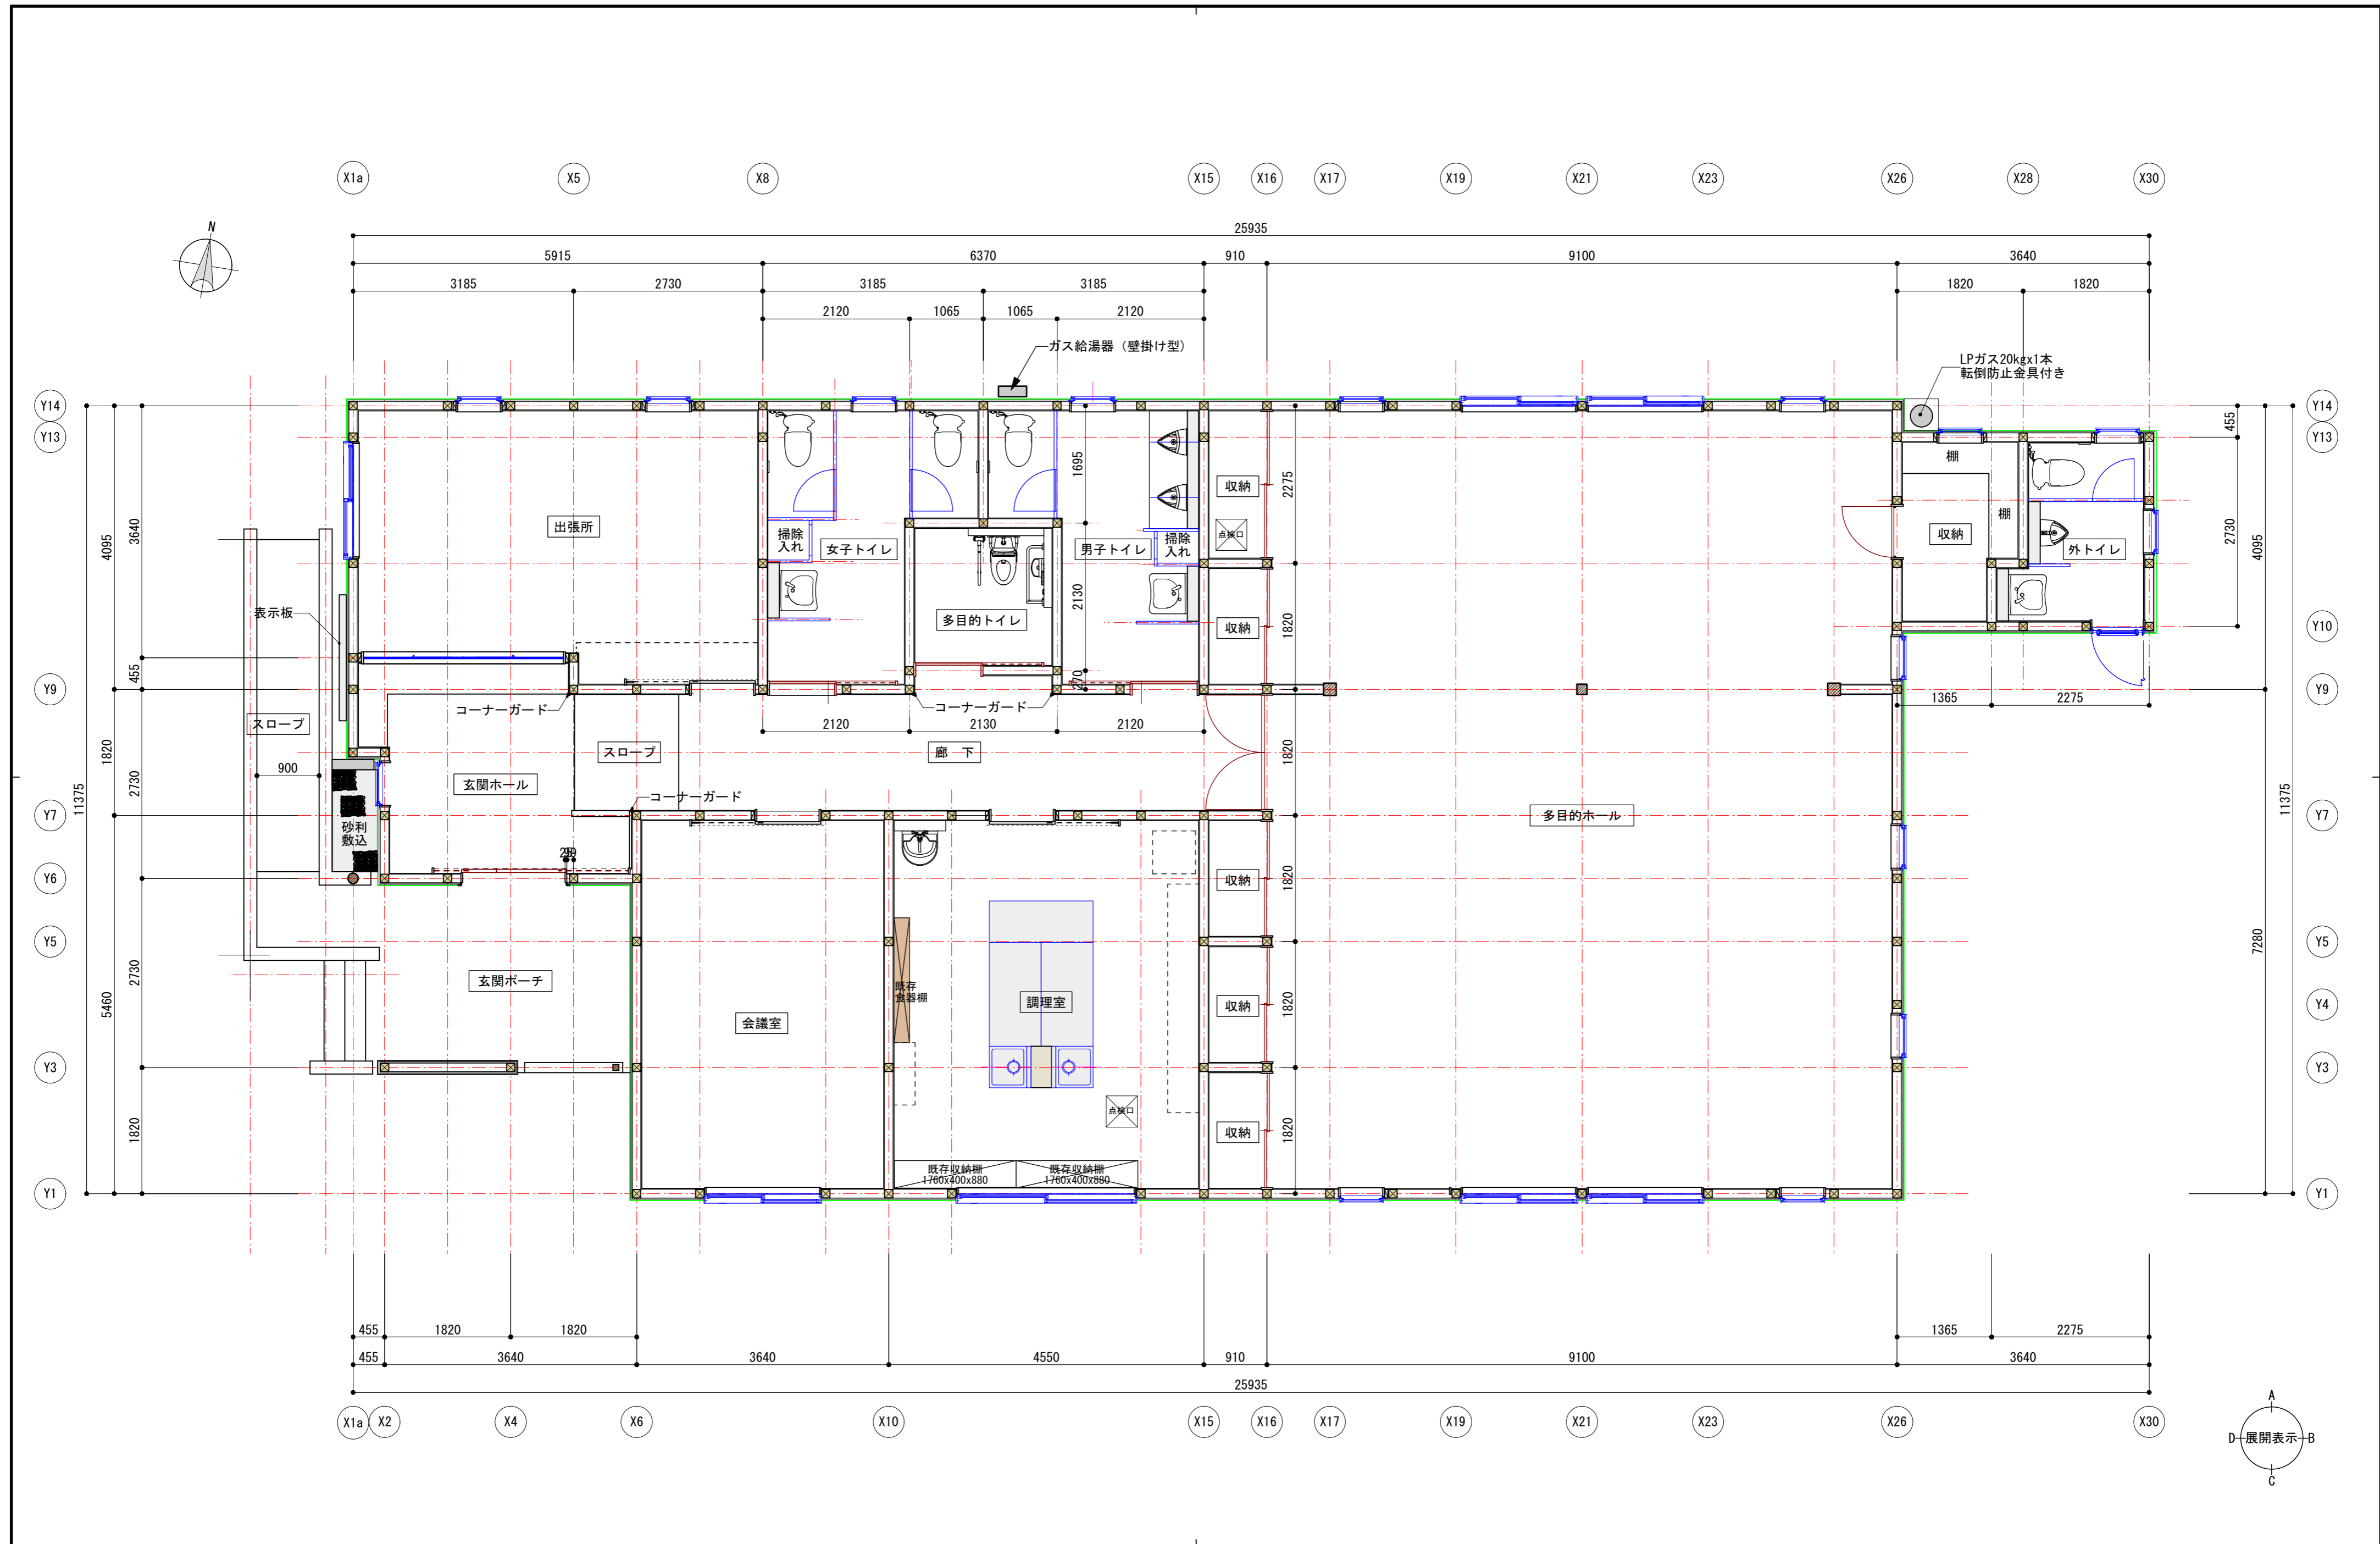 X1a
X5
X8
X15
X16
X17
X19
X21
X23
X26
X28
X30
N
25935
5915
6370
910
9100
3640
3185
2730
3185
3185
1820
1820
2120
1065
1065
2120
ガス給湯器（壁掛け型）
LPガス20kgx1本
転倒防止金具付き
Y14
Y13
Y9
Y7
Y6
Y5
Y3
Y1
11375
4095
1820
5460
3640
455
2730
2730
1820
Y14
Y13
Y10
Y9
Y7
Y6
Y5
Y4
Y3
Y1
455
2730
4095
7280
11375
出張所
掃除
入れ
女子トイレ
多目的トイレ
男子トイレ
掃除
入れ
1695
2130
270
収納
点検口
収納
2275
1820
1820
1820
1820
1820
棚
棚
収納
外トイレ
1365
2275
表示板
スロープ
900
コーナーガード
コーナーガード
2120
2130
2120
スロープ
廊　下
玄関ホール
コーナーガード
砂利
敷込
多目的ホール
玄関ポーチ
会議室
既存
食器棚
調理室
点検口
収納
収納
収納
既存収納棚
1760x400x880
既存収納棚
1760x400x880
455
1820
1820
1365
2275
455
3640
3640
4550
910
9100
3640
25935
X1a
X2
X4
X6
X10
X15
X16
X17
X19
X21
X23
X26
X30
A
D
展開表示
B
C